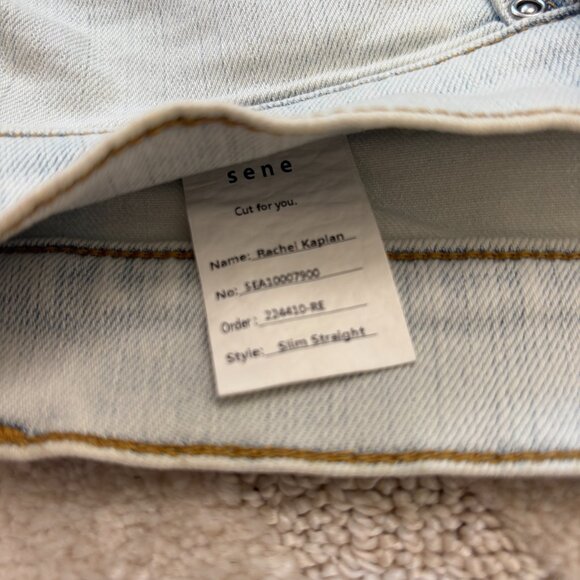 sene
Cut for you.
Name: Rachel Kaplan
No: SEA10007900
Order: 224410-RE
Style: Slim Straight